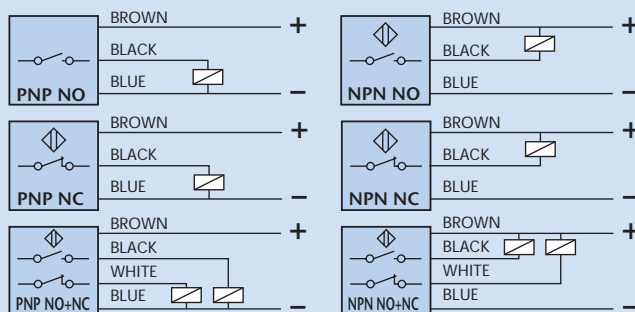 BROWN +
BLACK
BLUE −
PNP NO
BROWN +
BLACK
BLUE −
NPN NO
BROWN +
BLACK
BLUE −
PNP NC
BROWN +
BLACK
BLUE −
NPN NC
BROWN +
BLACK
WHITE
BLUE −
PNP NO+NC
BROWN +
BLACK
WHITE
BLUE −
NPN NO+NC